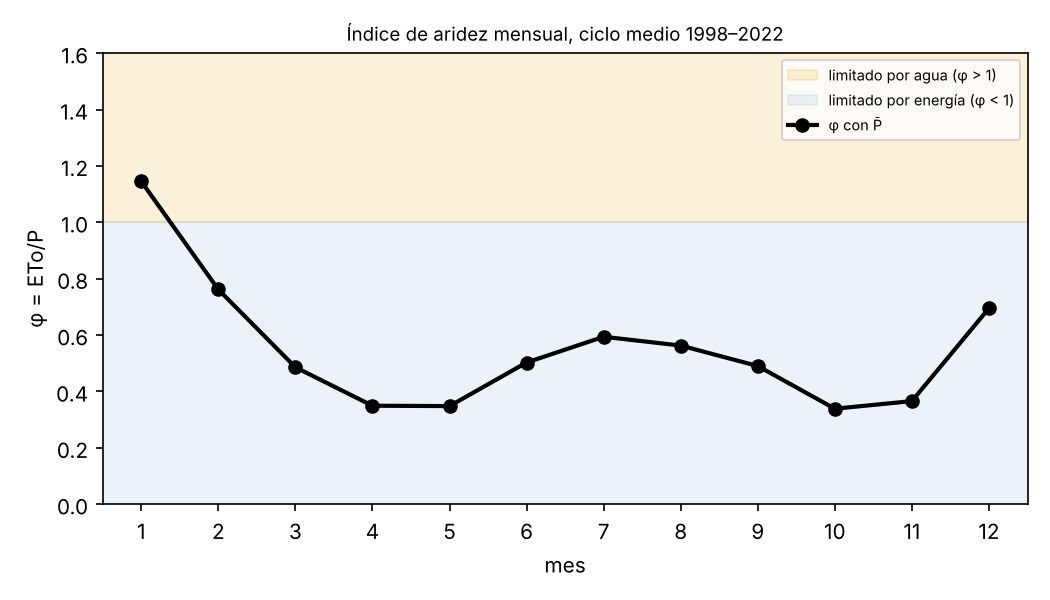 Índice de aridez mensual, ciclo medio 1998–2022
limitado por agua (φ > 1)
limitado por energía (φ < 1)
φ con P̄
φ = ETo/P
1.6
1.4
1.2
1.0
0.8
0.6
0.4
0.2
0.0
1 2 3 4 5 6 7 8 9 10 11 12
mes